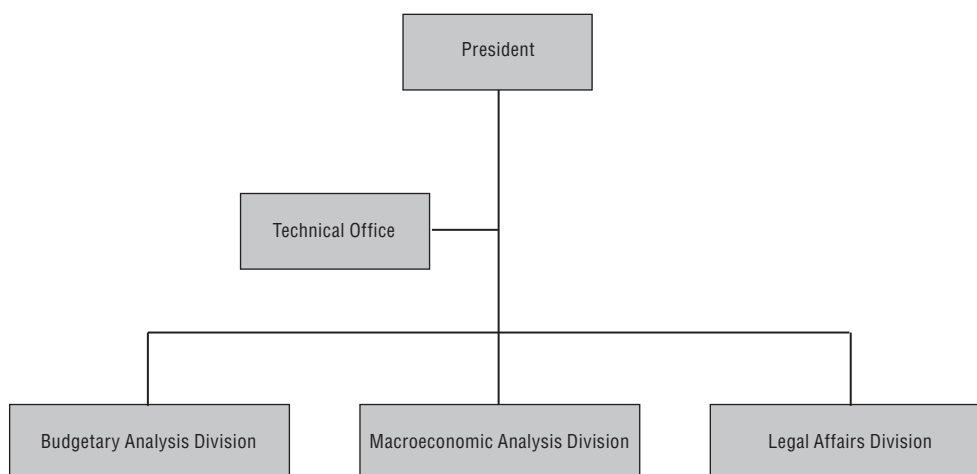 President
Technical Office
Budgetary Analysis Division
Macroeconomic Analysis Division
Legal Affairs Division